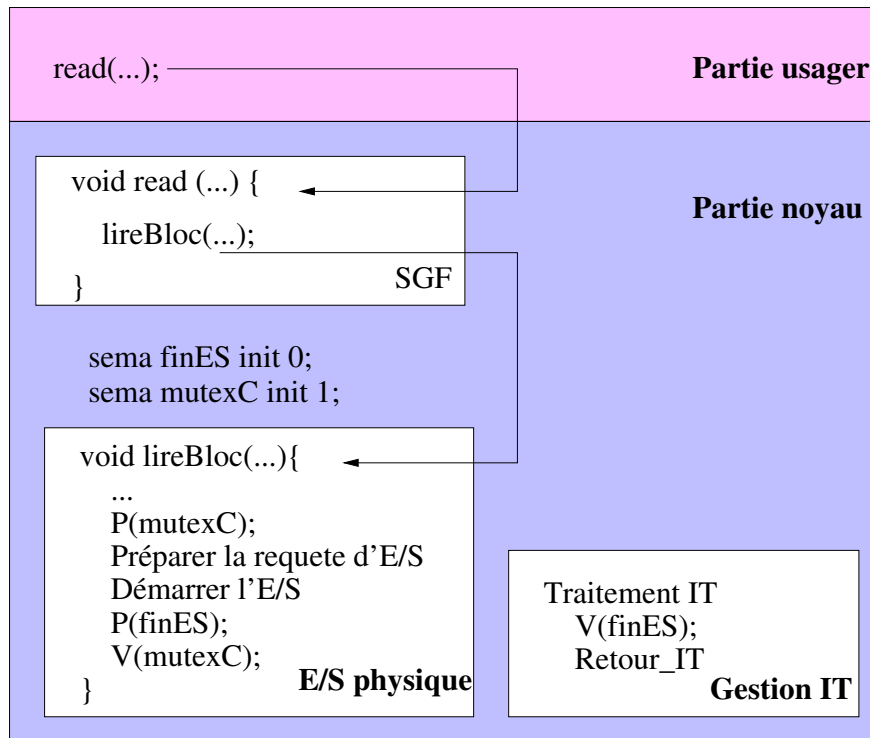 read(...);
Partie usager
void read (...) {
Partie noyau
lireBloc(...);
}
SGF
sema finES init 0;
sema mutexC init 1;
void lireBloc(...){
...
P(mutexC);
Préparer la requete d'E/S
Démarrer l'E/S
P(finES);
V(mutexC);
}
E/S physique
Traitement IT
V(finES);
Retour_IT
Gestion IT